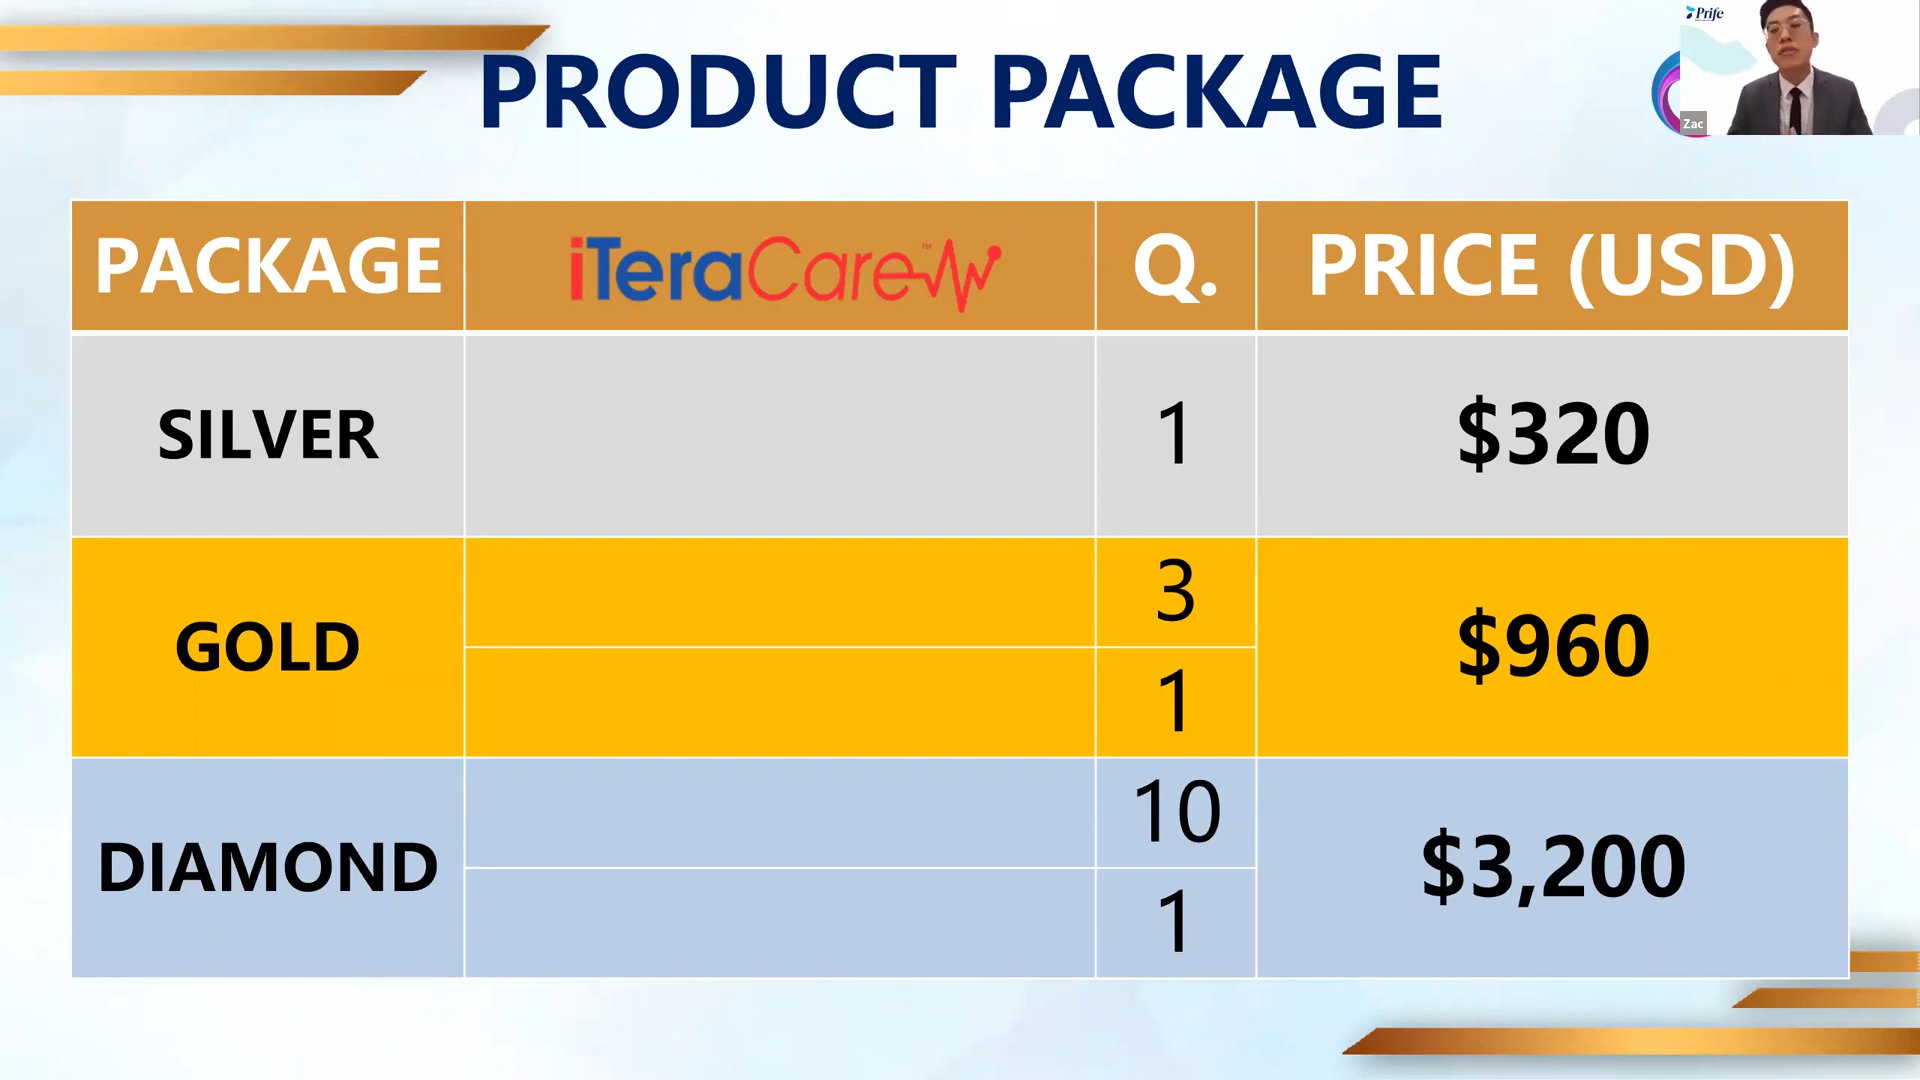 Prife
PRODUCT PACKAGE
Zac
PACKAGE iTeraCare™ Q. PRICE (USD)
SILVER 1 $320
GOLD 3 $960
1
DIAMOND 10 $3,200
1